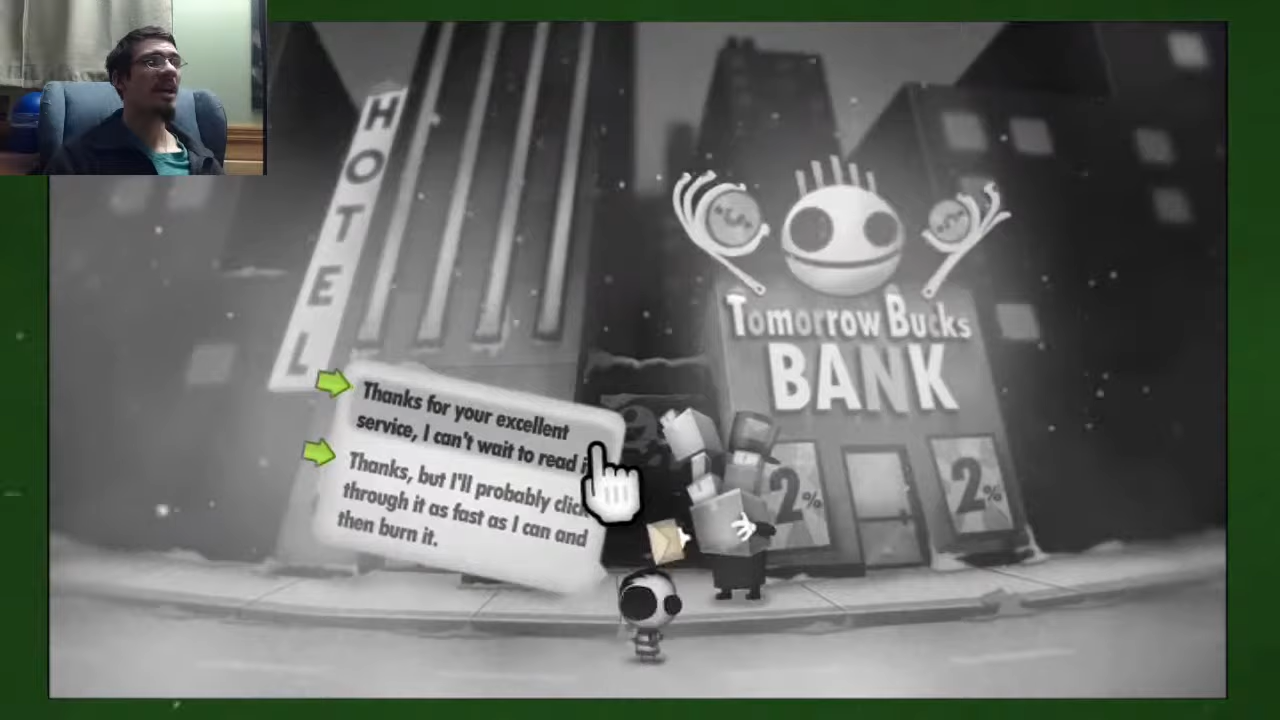 HOTEL
Tomorrow Bucks
BANK
Thanks for your excellent
service, I can't wait to read
Thanks, but I'll probably click
through it as fast as I can and
then burn it.
2%
2%